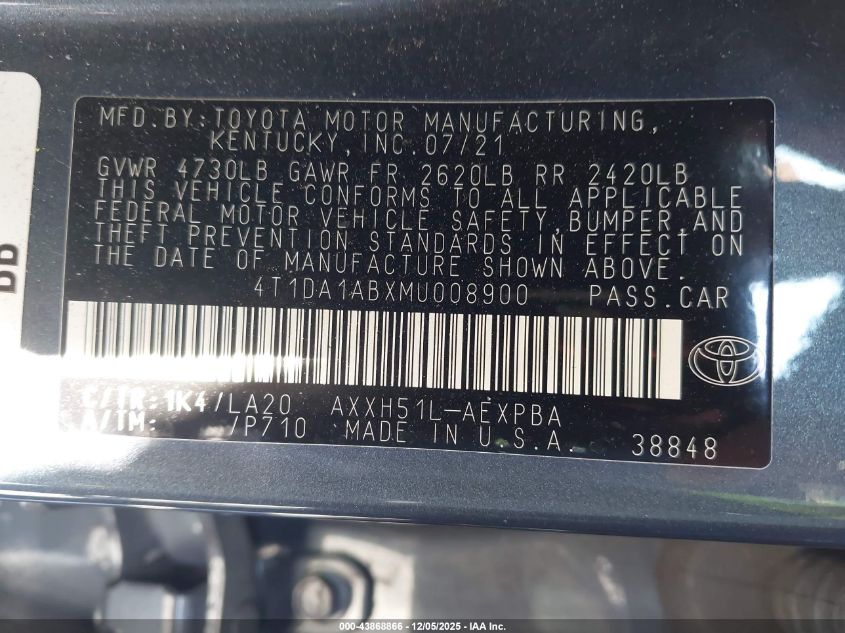 MFD.BY:TOYOTA MOTOR MANUFACTURING,
KENTUCKY,INC.07/21
GVWR 4730LB GAWR FR 2620LB RR 2420LB
THIS VEHICLE CONFORMS TO ALL APPLICABLE
FEDERAL MOTOR VEHICLE SAFETY,BUMPER,AND
THEFT PREVENTION STANDARDS IN EFFECT ON
THE DATE OF MANUFACTURE SHOWN ABOVE.
4T1DA1ABXMU008900 PASS.CAR
C/TR:1K4/LA20 AXXH51L-AEXPBA
A/TM: /P710 MADE IN U.S.A.
38848
000-43868866 - 12/05/2025 - IAA Inc.